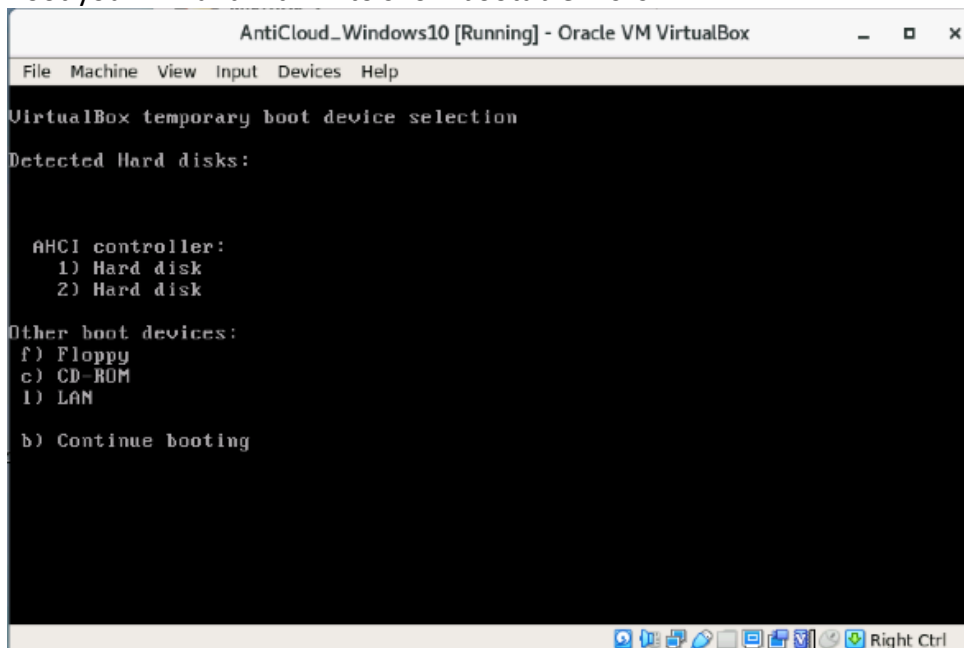 AntiCloud_Windows10 [Running] - Oracle VM VirtualBox
File Machine View Input Devices Help
VirtualBox temporary boot device selection
Detected Hard disks:
AHCI controller:
1) Hard disk
2) Hard disk
Other boot devices:
f) Floppy
c) CD-ROM
l) LAN
b) Continue booting
Right Ctrl